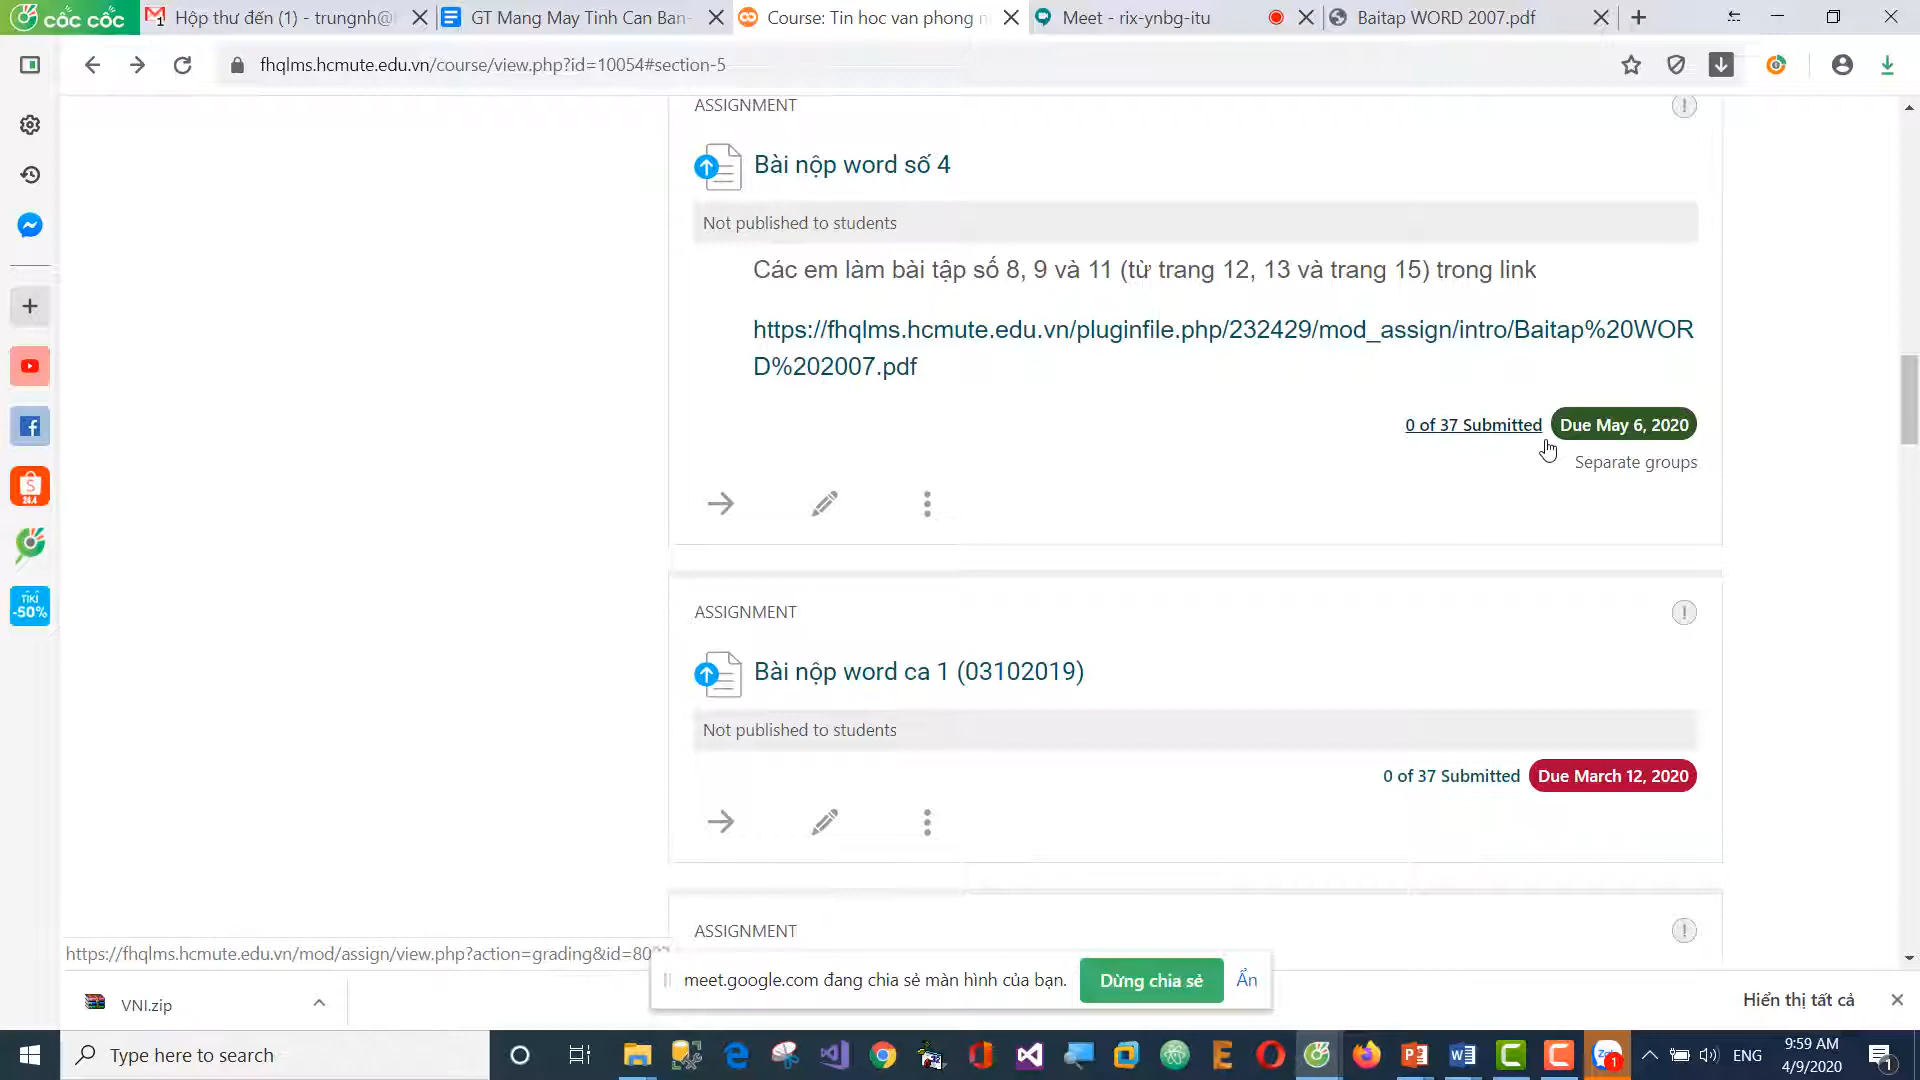 cốc cốc
Hộp thư đến (1) - trungnh@
GT Mang May Tinh Can Ban-
Course: Tin hoc van phong n
Meet - rix-ynbg-itu
Baitap WORD 2007.pdf
fhqlms.hcmute.edu.vn/course/view.php?id=10054#section-5
ASSIGNMENT
Bài nộp word số 4
Not published to students
Các em làm bài tập số 8, 9 và 11 (từ trang 12, 13 và trang 15) trong link
https://fhqlms.hcmute.edu.vn/pluginfile.php/232429/mod_assign/intro/Baitap%20WOR
D%202007.pdf
0 of 37 Submitted
Due May 6, 2020
Separate groups
ASSIGNMENT
Bài nộp word ca 1 (03102019)
Not published to students
0 of 37 Submitted
Due March 12, 2020
ASSIGNMENT
TIKI
-50%
24.4
https://fhqlms.hcmute.edu.vn/mod/assign/view.php?action=grading&id=80
meet.google.com đang chia sẻ màn hình của bạn.
Dừng chia sẻ
Ẩn
VNI.zip
Hiển thị tất cả
Type here to search
ENG
9:59 AM
4/9/2020